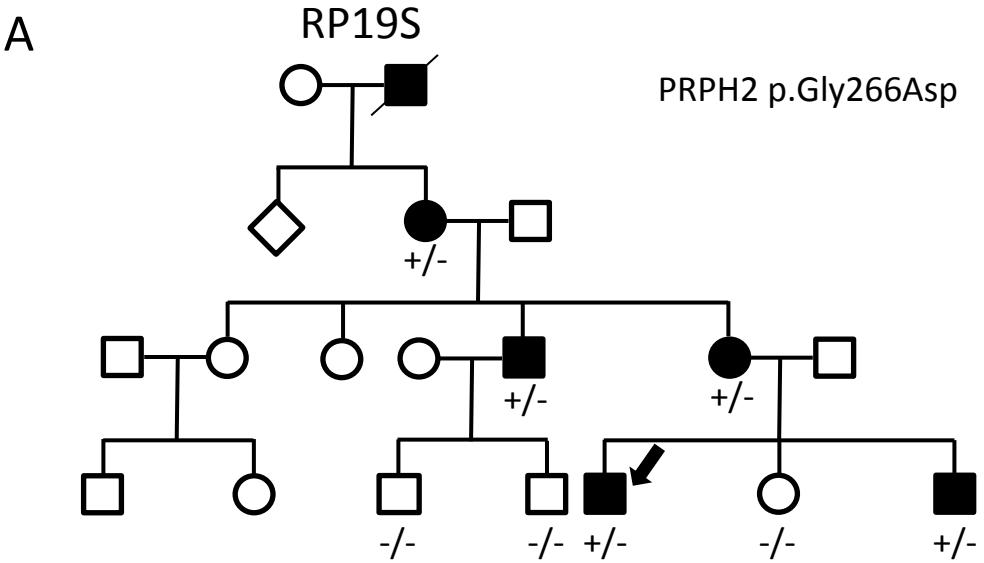 A
RP19S
PRPH2 p.Gly266Asp
+/-
+/-
+/-
-/-
-/-
+/-
-/-
+/-